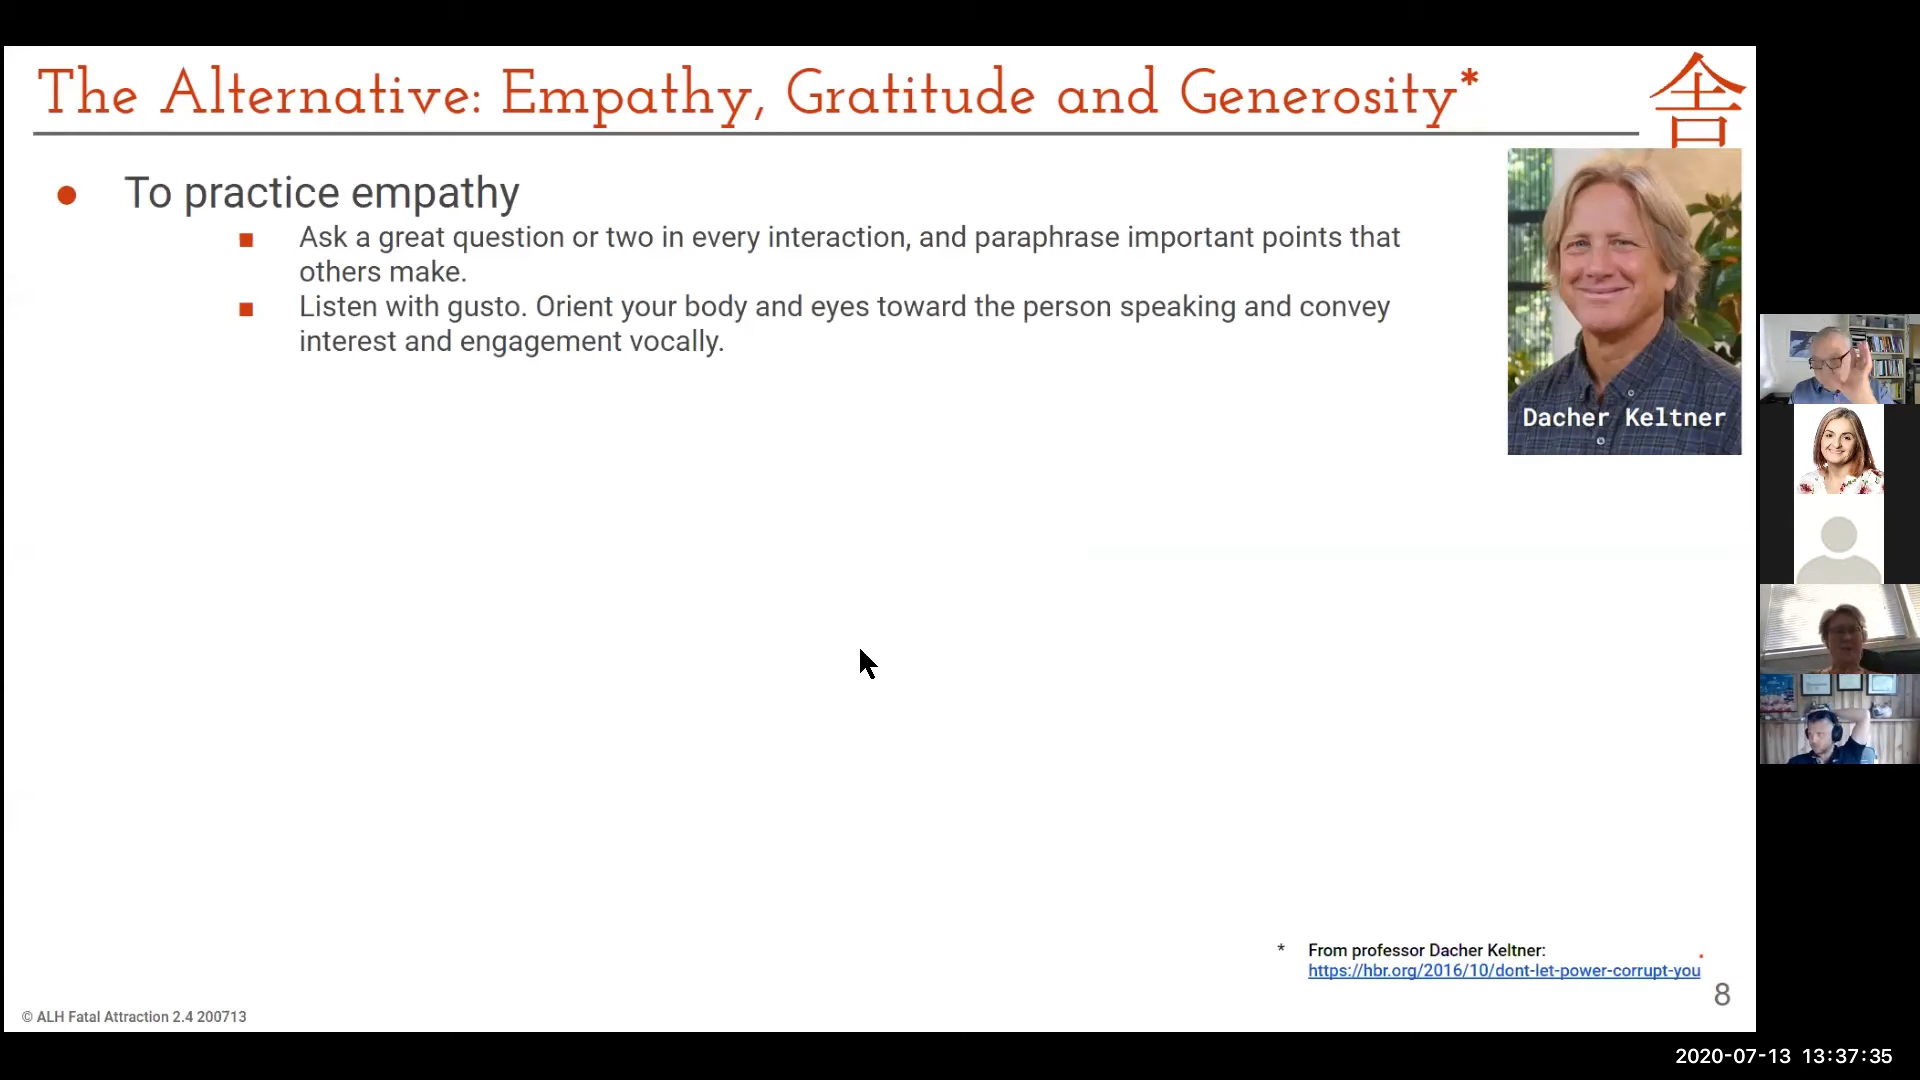 The Alternative: Empathy, Gratitude and Generosity*
舍
To practice empathy
Ask a great question or two in every interaction, and paraphrase important points that
others make.
Listen with gusto. Orient your body and eyes toward the person speaking and convey
interest and engagement vocally.
Dacher Keltner
* From professor Dacher Keltner:
https://hbr.org/2016/10/dont-let-power-corrupt-you
8
© ALH Fatal Attraction 2.4 200713
2020-07-13 13:37:35